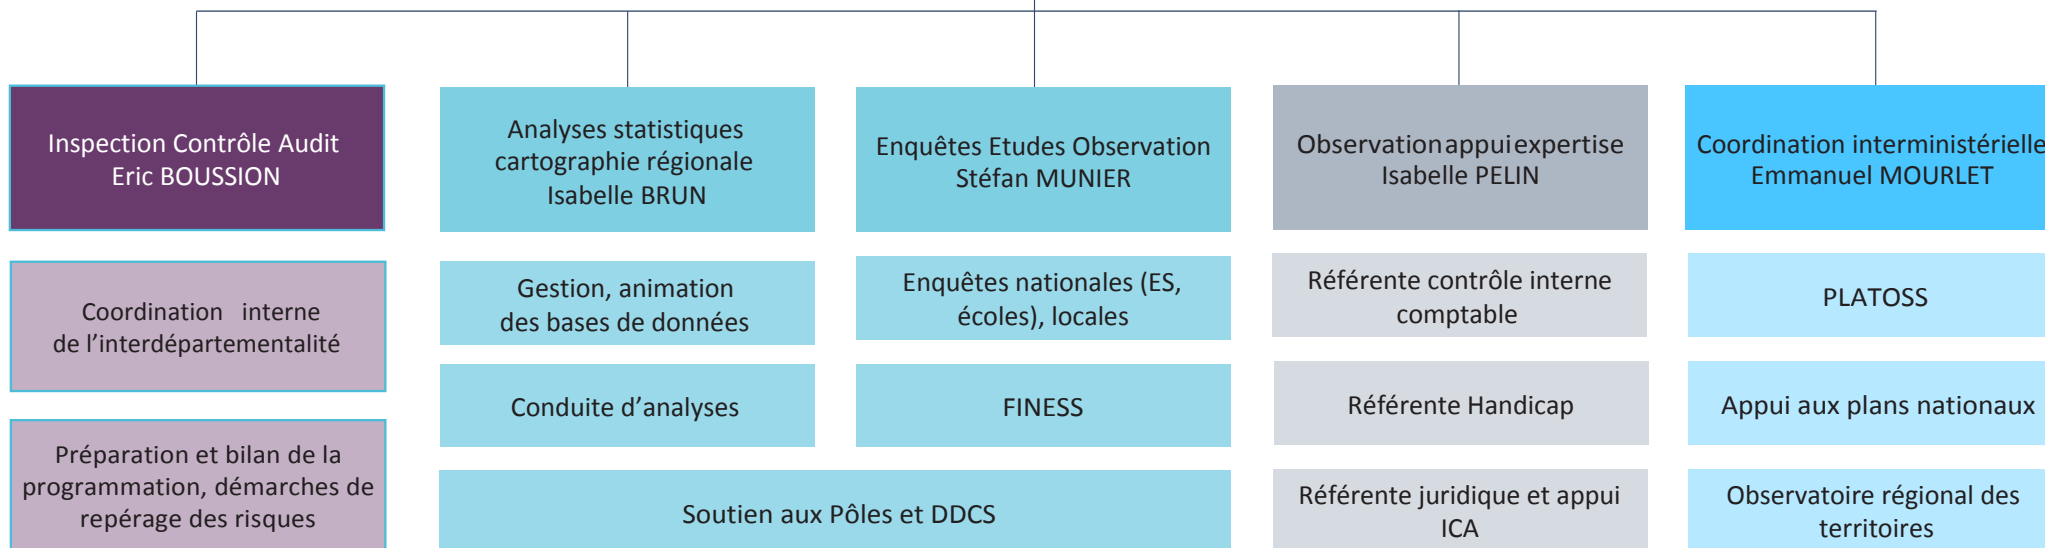 Inspection Contrôle Audit
Eric BOUSSION
Analyses statistiques
cartographie régionale
Isabelle BRUN
Enquêtes Etudes Observation
Stéfan MUNIER
Observation appui expertise
Isabelle PELIN
Coordination interministérielle
Emmanuel MOURLET
Coordination interne
de l’interdépartementalité
Gestion, animation
des bases de données
Enquêtes nationales (ES,
écoles), locales
Référente contrôle interne
comptable
PLATOSS
Conduite d’analyses
FINESS
Référente Handicap
Appui aux plans nationaux
Préparation et bilan de la
programmation, démarches de
repérage des risques
Soutien aux Pôles et DDCS
Référente juridique et appui
ICA
Observatoire régional des
territoires